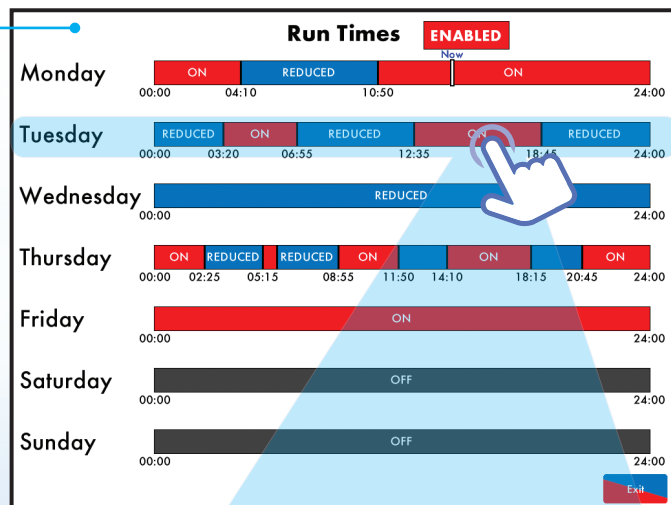 Run Times ENABLED
Now
Monday ON REDUCED ON
00:00 04:10 10:50 24:00
Tuesday REDUCED ON REDUCED ON REDUCED
00:00 03:20 06:55 12:35 18:45 24:00
Wednesday REDUCED
00:00 24:00
Thursday ON REDUCED REDUCED ON ON ON
00:00 02:25 05:15 08:55 11:50 14:10 18:15 20:45 24:00
Friday ON
00:00 24:00
Saturday OFF
00:00 24:00
Sunday OFF
00:00 24:00
Exit